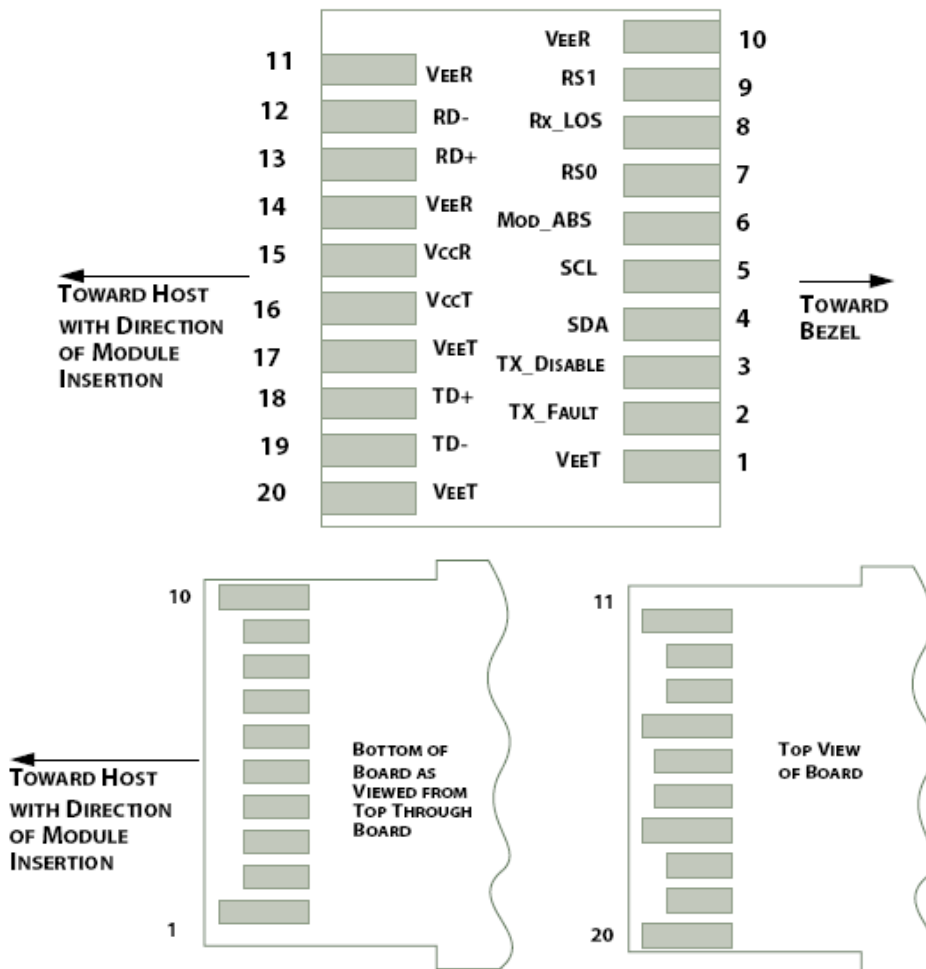 VEER 10
11 VEER
RS1 9
12 RD-
Rx_LOS 8
13 RD+
RS0 7
14 VEER
MOD_ABS 6
15 VCCR
SCL 5
16 VCCT
SDA 4
17 VEET
TX_DISABLE 3
18 TD+
TX_FAULT 2
19 TD-
VEET 1
20 VEET
TOWARD HOST
WITH DIRECTION
OF MODULE
INSERTION
TOWARD
BEZEL
10
1
BOTTOM OF
BOARD AS
VIEWED FROM
TOP THROUGH
BOARD
TOWARD HOST
WITH DIRECTION
OF MODULE
INSERTION
11
20
TOP VIEW
OF BOARD